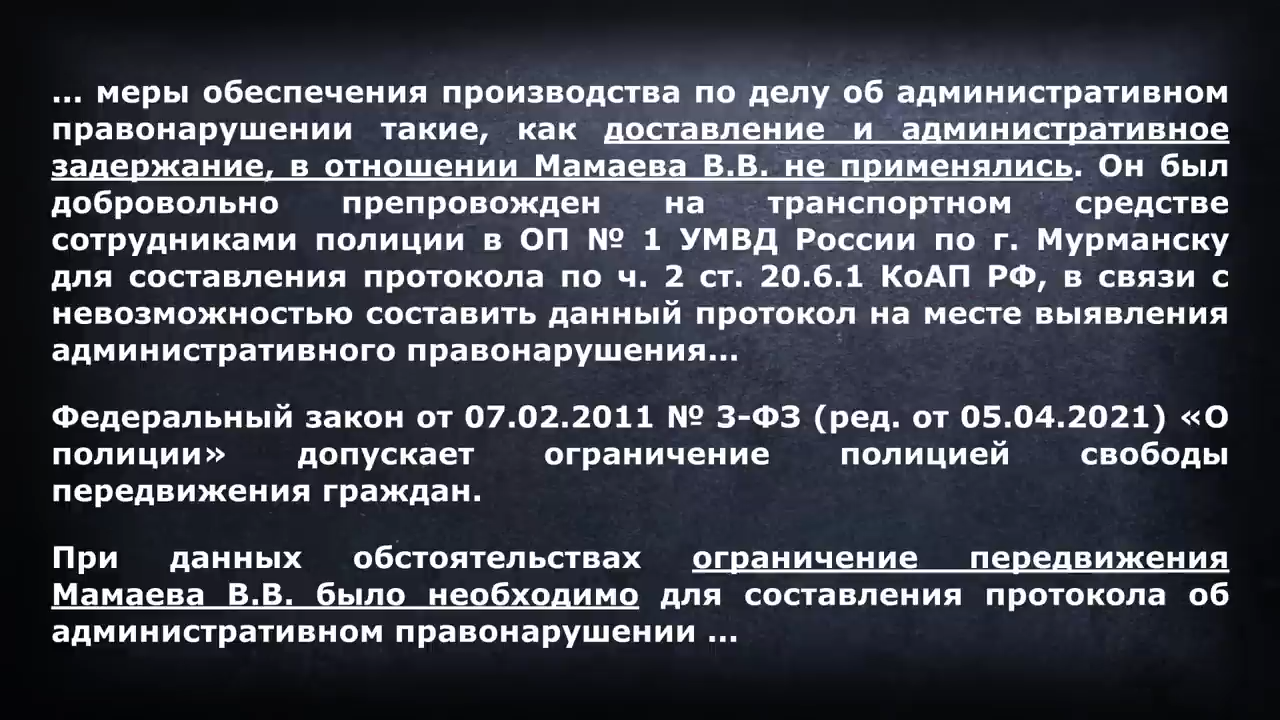 ... меры обеспечения производства по делу об административном
правонарушении такие, как доставление и административное
задержание, в отношении Мамаева В.В. не применялись. Он был
добровольно препровожден на транспортном средстве
сотрудниками полиции в ОП № 1 УМВД России по г. Мурманску
для составления протокола по ч. 2 ст. 20.6.1 КоАП РФ, в связи с
невозможностью составить данный протокол на месте выявления
административного правонарушения...
Федеральный закон от 07.02.2011 № 3-ФЗ (ред. от 05.04.2021) «О
полиции» допускает ограничение полицией свободы
передвижения граждан.
При данных обстоятельствах ограничение передвижения
Мамаева В.В. было необходимо для составления протокола об
административном правонарушении ...